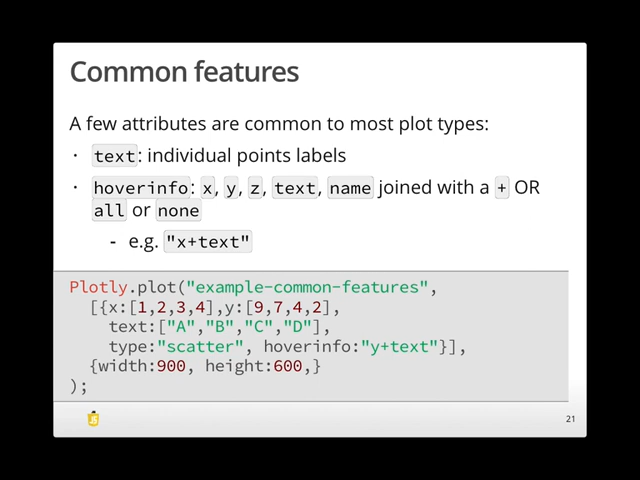 Common features
A few attributes are common to most plot types:
· text: individual points labels
· hoverinfo: x, y, z, text, name joined with a + OR
all or none
- e.g. "x+text"
Plotly.plot("example-common-features",
[{x:[1,2,3,4],y:[9,7,4,2],
text:["A","B","C","D"],
type:"scatter", hoverinfo:"y+text"}],
{width:900, height:600,}
);
JS
21